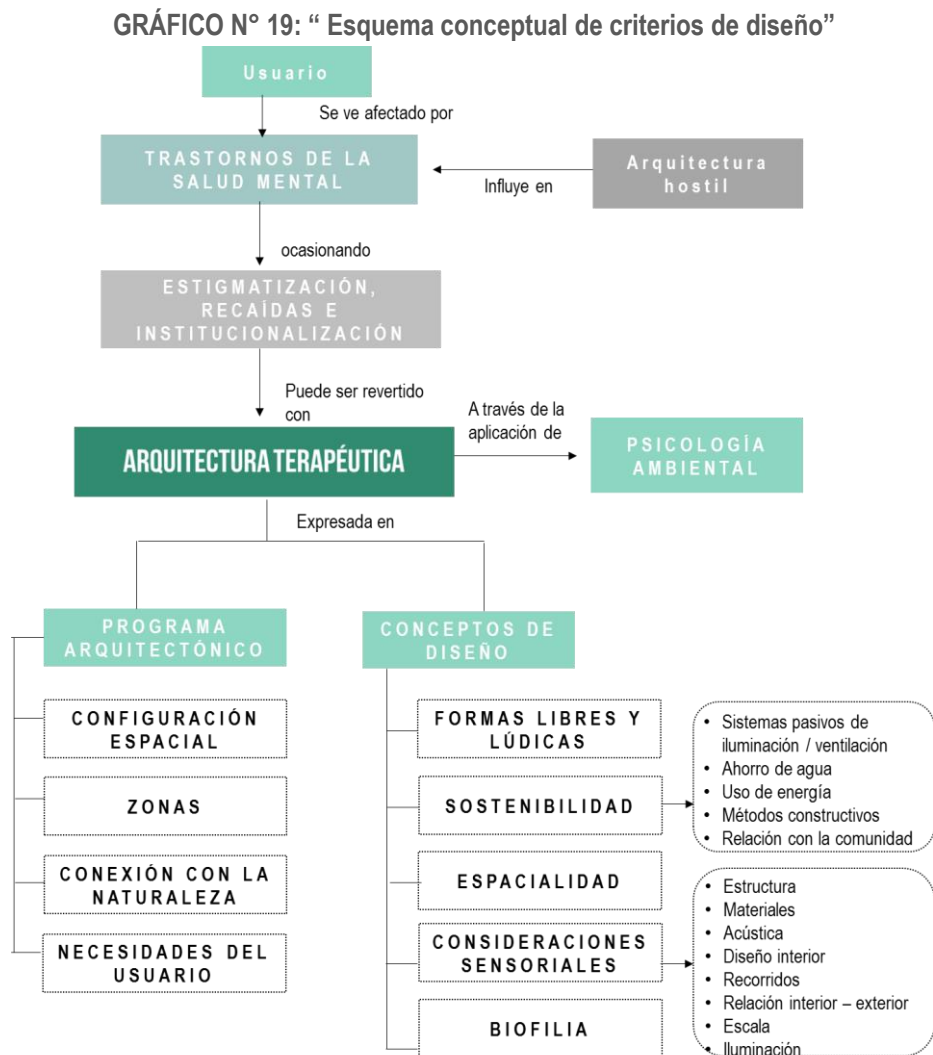 GRÁFICO N° 19: “ Esquema conceptual de criterios de diseño”
Usuario
Se ve afectado por
TRASTORNOS DE LA
SALUD MENTAL
Influye en
Arquitectura
hostil
ocasionando
ESTIGMATIZACIÓN,
RECAÍDAS E
INSTITUCIONALIZACIÓN
Puede ser revertido
con
ARQUITECTURA TERAPÉUTICA
A través de la
aplicación de
PSICOLOGÍA
AMBIENTAL
Expresada en
PROGRAMA
ARQUITECTÓNICO
CONFIGURACIÓN
ESPACIAL
ZONAS
CONEXIÓN CON LA
NATURALEZA
NECESIDADES DEL
USUARIO
CONCEPTOS DE
DISEÑO
FORMAS LIBRES Y
LÚDICAS
SOSTENIBILIDAD
• Sistemas pasivos de
iluminación / ventilación
• Ahorro de agua
• Uso de energía
• Métodos constructivos
• Relación con la comunidad
ESPACIALIDAD
CONSIDERACIONES
SENSORIALES
• Estructura
• Materiales
• Acústica
• Diseño interior
• Recorridos
• Relación interior – exterior
• Escala
• Iluminación
BIOFILIA